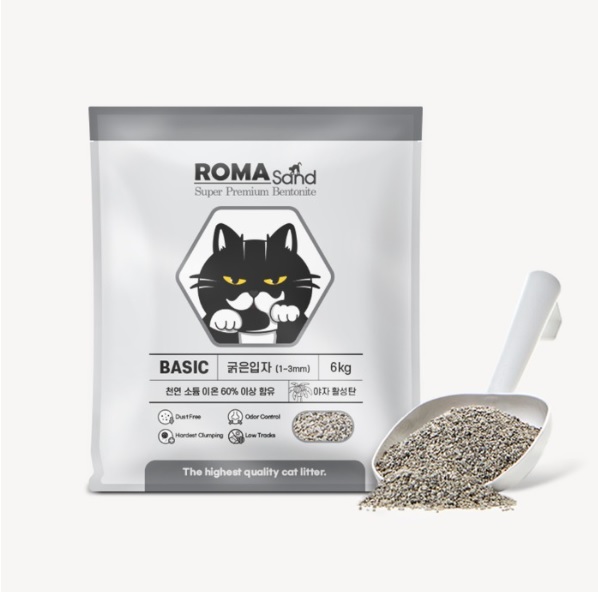 ROMA Sand
Super Premium Bentonite
BASIC 굵은입자 (1~3mm) 6kg
천연 소듐 이온 60% 이상 함유 야자 활성탄
Dust Free Odor Control
Hardest Clumping Low Tracks
The highest quality cat litter.